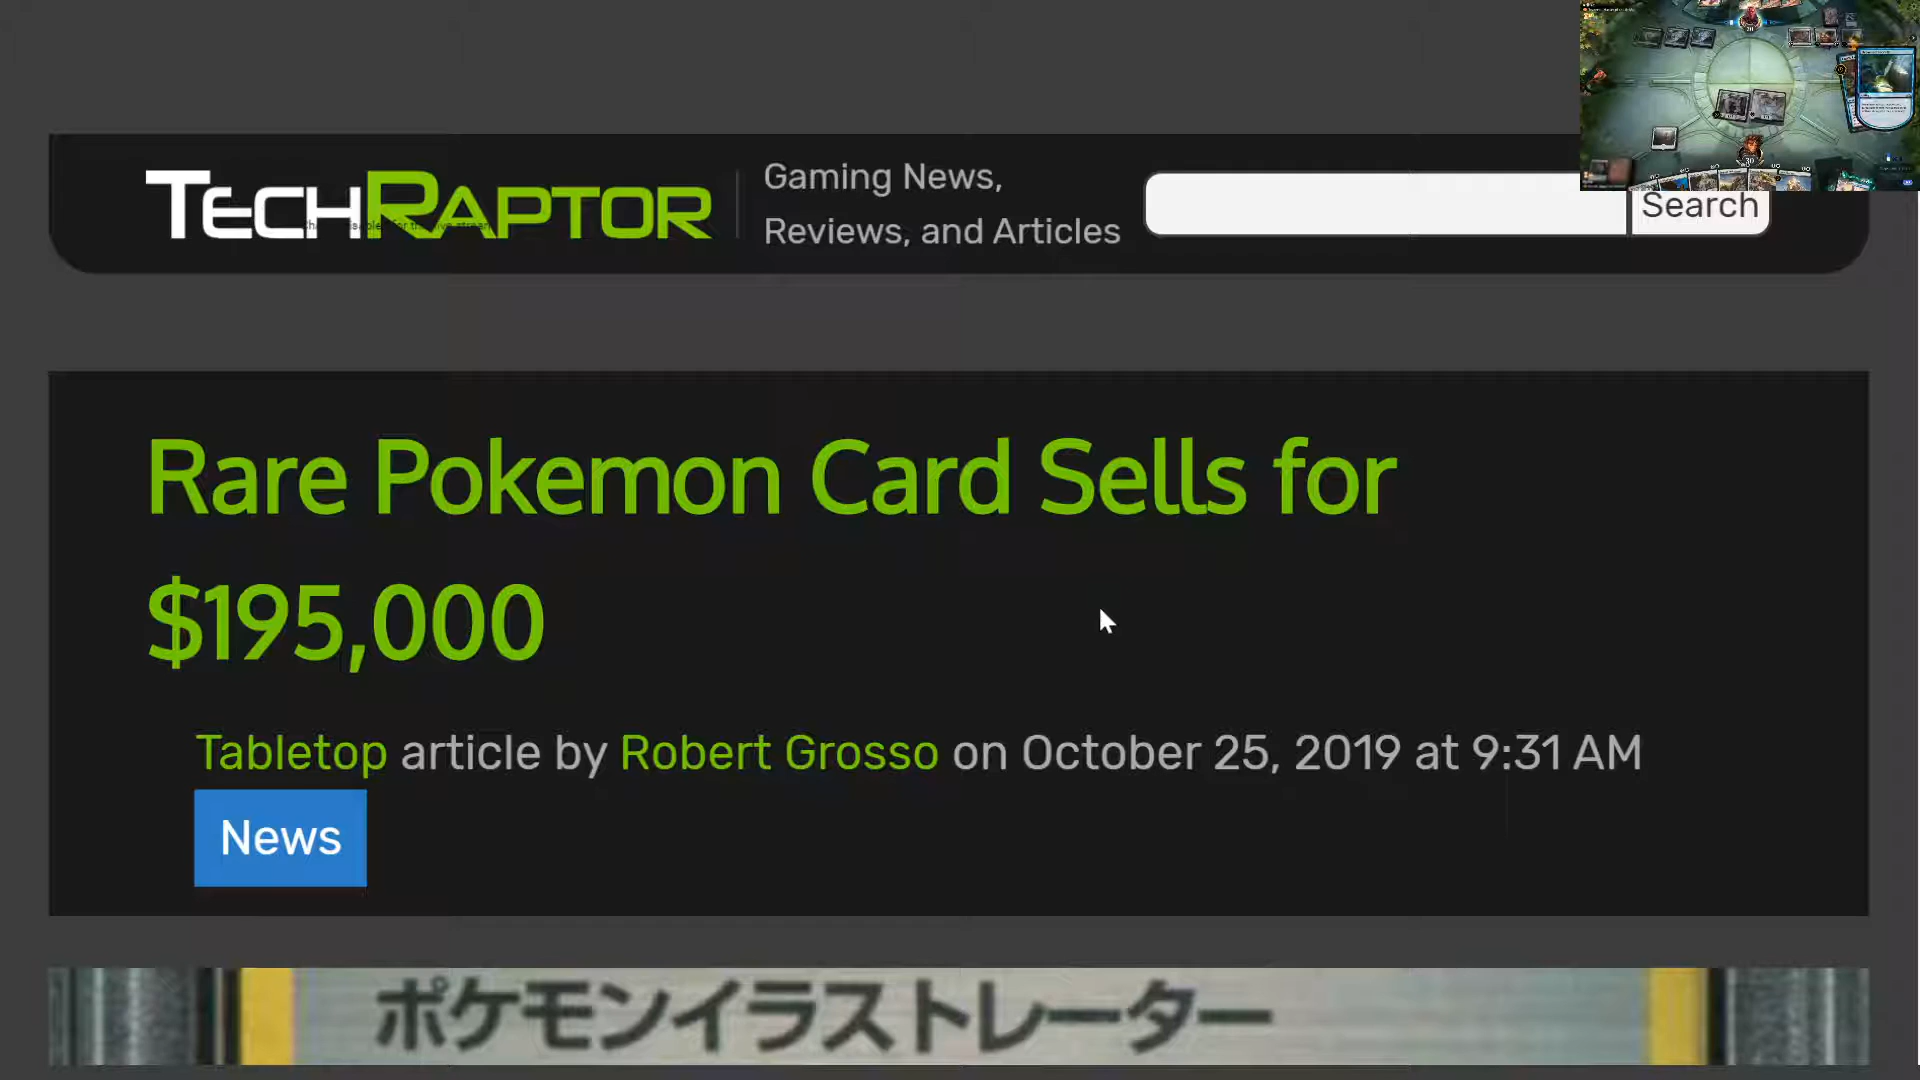 TECHRAPTOR
Gaming News,
Reviews, and Articles
Search
Rare Pokemon Card Sells for
$195,000
Tabletop article by Robert Grosso on October 25, 2019 at 9:31 AM
News
ポケモンイラストレーター